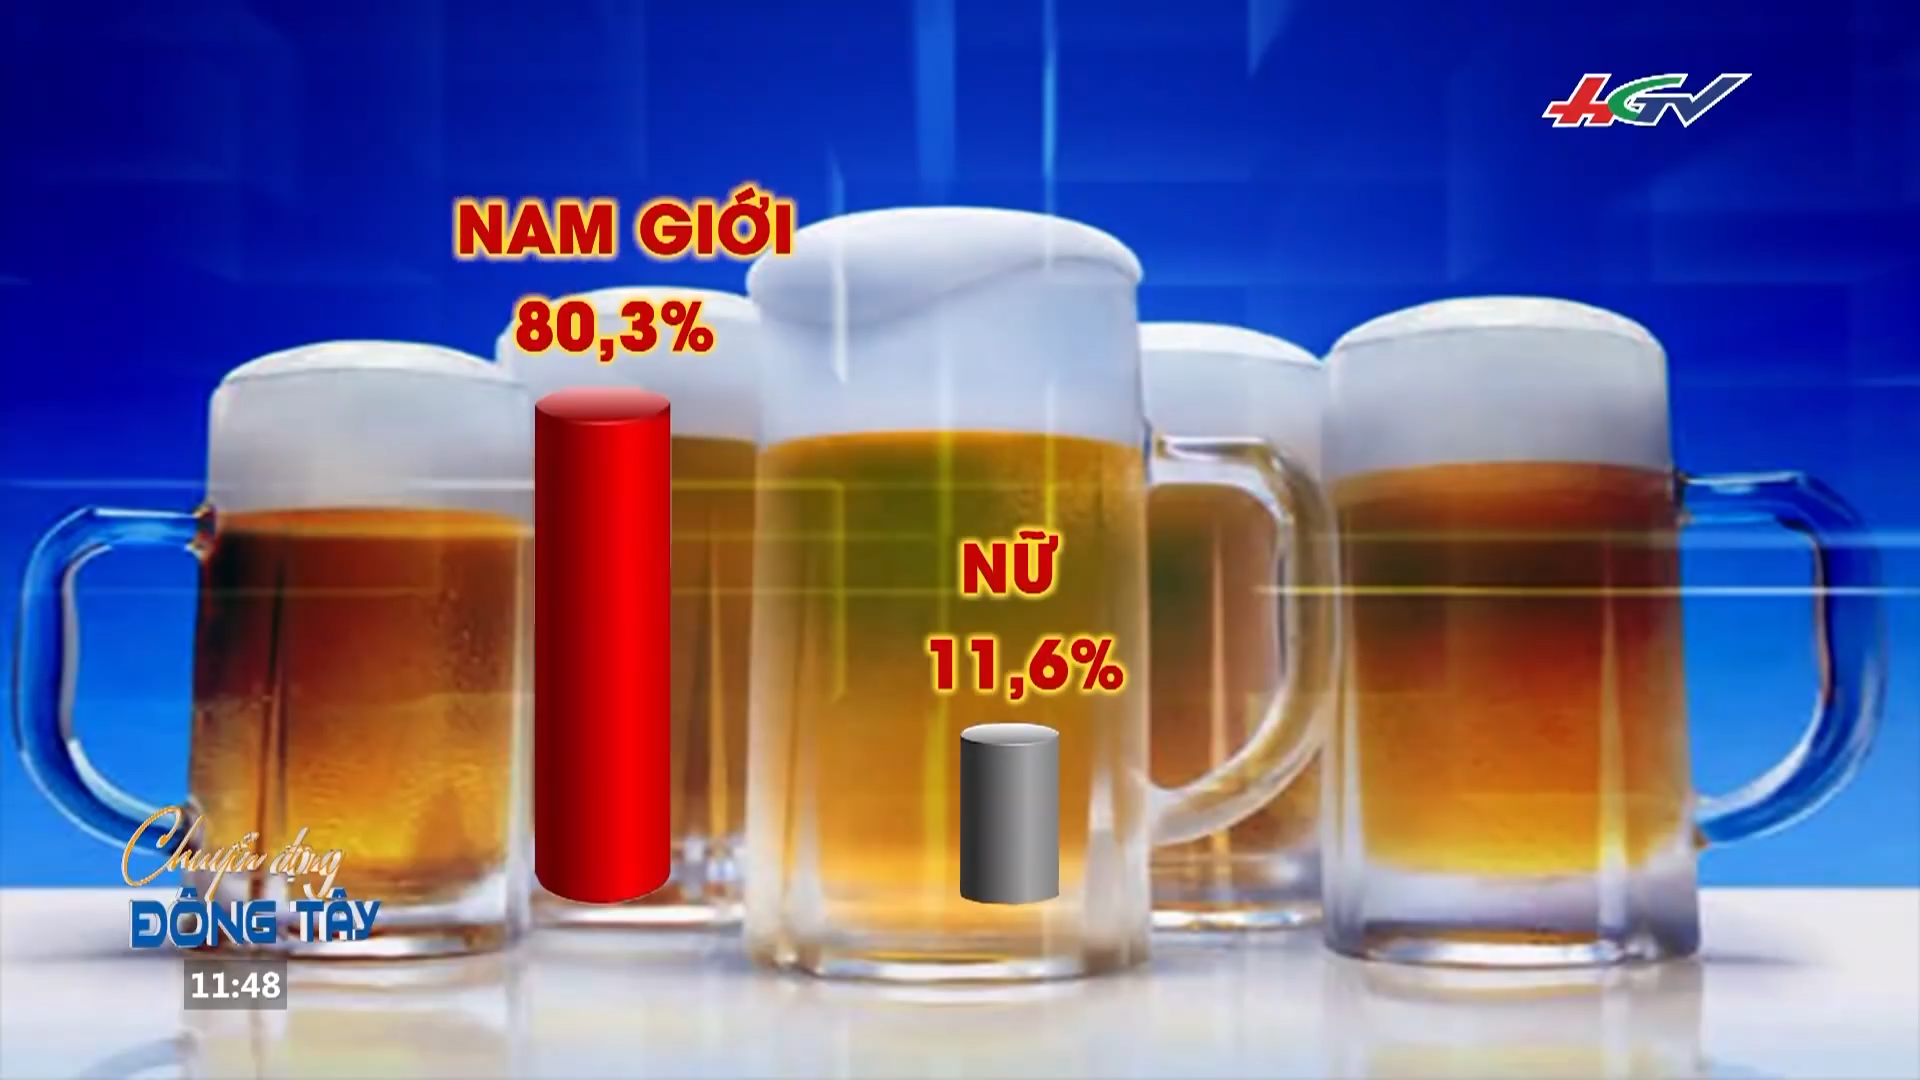 HGV
NAM GIỚI
80,3%
NỮ
11,6%
Chuyển động
ĐÔNG TÂY
11:48